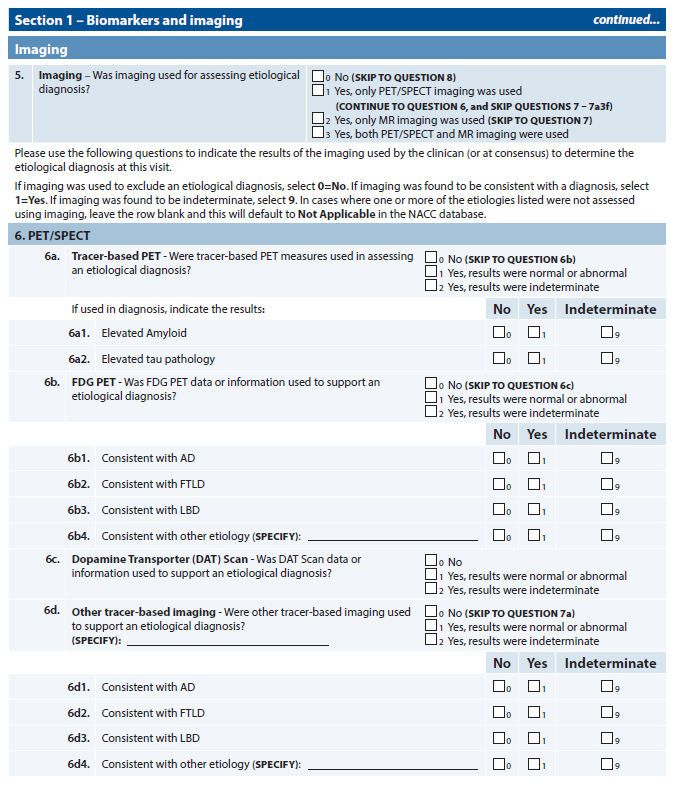 Section 1 – Biomarkers and imaging continued...
Imaging
5. Imaging – Was imaging used for assessing etiological diagnosis?
0 No (SKIP TO QUESTION 8)
1 Yes, only PET/SPECT imaging was used
(CONTINUE TO QUESTION 6, and SKIP QUESTIONS 7 – 7a3f)
2 Yes, only MR imaging was used (SKIP TO QUESTION 7)
3 Yes, both PET/SPECT and MR imaging were used
Please use the following questions to indicate the results of the imaging used by the clinican (or at consensus) to determine the
etiological diagnosis at this visit.
If imaging was used to exclude an etiological diagnosis, select 0=No. If imaging was found to be consistent with a diagnosis, select
1=Yes. If imaging was found to be indeterminate, select 9. In cases where one or more of the etiologies listed were not assessed
using imaging, leave the row blank and this will default to Not Applicable in the NACC database.
6. PET/SPECT
6a. Tracer-based PET - Were tracer-based PET measures used in assessing
an etiological diagnosis?
0 No (SKIP TO QUESTION 6b)
1 Yes, results were normal or abnormal
2 Yes, results were indeterminate
If used in diagnosis, indicate the results: No Yes Indeterminate
6a1. Elevated Amyloid 0 1 9
6a2. Elevated tau pathology 0 1 9
6b. FDG PET - Was FDG PET data or information used to support an
etiological diagnosis?
0 No (SKIP TO QUESTION 6c)
1 Yes, results were normal or abnormal
2 Yes, results were indeterminate
No Yes Indeterminate
6b1. Consistent with AD 0 1 9
6b2. Consistent with FTLD 0 1 9
6b3. Consistent with LBD 0 1 9
6b4. Consistent with other etiology (SPECIFY): 0 1 9
6c. Dopamine Transporter (DAT) Scan - Was DAT Scan data or
information used to support an etiological diagnosis?
0 No
1 Yes, results were normal or abnormal
2 Yes, results were indeterminate
6d. Other tracer-based imaging - Were other tracer-based imaging used
to support an etiological diagnosis?
(SPECIFY):
0 No (SKIP TO QUESTION 7a)
1 Yes, results were normal or abnormal
2 Yes, results were indeterminate
No Yes Indeterminate
6d1. Consistent with AD 0 1 9
6d2. Consistent with FTLD 0 1 9
6d3. Consistent with LBD 0 1 9
6d4. Consistent with other etiology (SPECIFY): 0 1 9